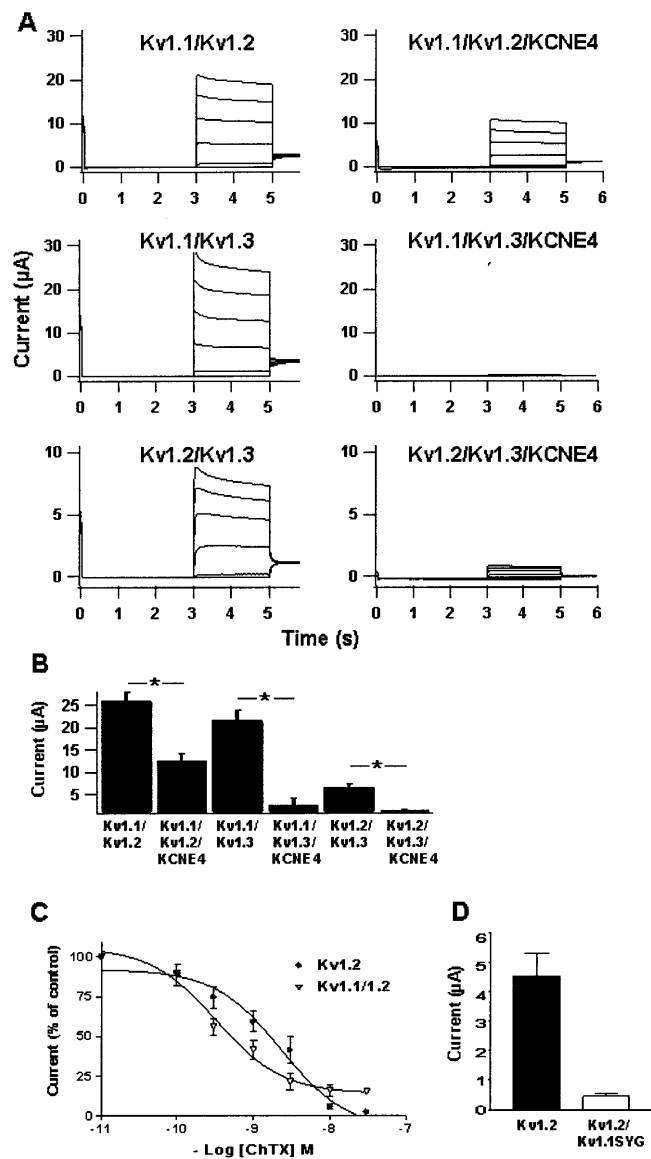 A
Kv1.1/Kv1.2
Kv1.1/Kv1.2/KCNE4
30
20
10
0
0 1 2 3 4 5
30
20
10
0
0 1 2 3 4 5 6
Current (µA)
Kv1.1/Kv1.3
Kv1.1/Kv1.3/KCNE4
30
20
10
0
0 1 2 3 4 5
30
20
10
0
0 1 2 3 4 5 6
Kv1.2/Kv1.3
Kv1.2/Kv1.3/KCNE4
10
5
0
0 1 2 3 4 5
10
5
0
0 1 2 3 4 5 6
Time (s)
B
Current (µA)
25
20
15
10
5
* * *
Kv1.1/ Kv1.1/ Kv1.1/ Kv1.1/ Kv1.2/ Kv1.2/
Kv1.2 Kv1.2/ Kv1.3 Kv1.3/ Kv1.3 Kv1.3/
KCNE4 KCNE4 KCNE4
C
Current (% of control)
100
75
50
25
0
-11 -10 -9 -8 -7
- Log [ChTX] M
Kv1.2
Kv1.1/1.2
D
Current (µA)
6
5
4
3
2
1
0
Kv1.2 Kv1.2/
Kv1.1SYG